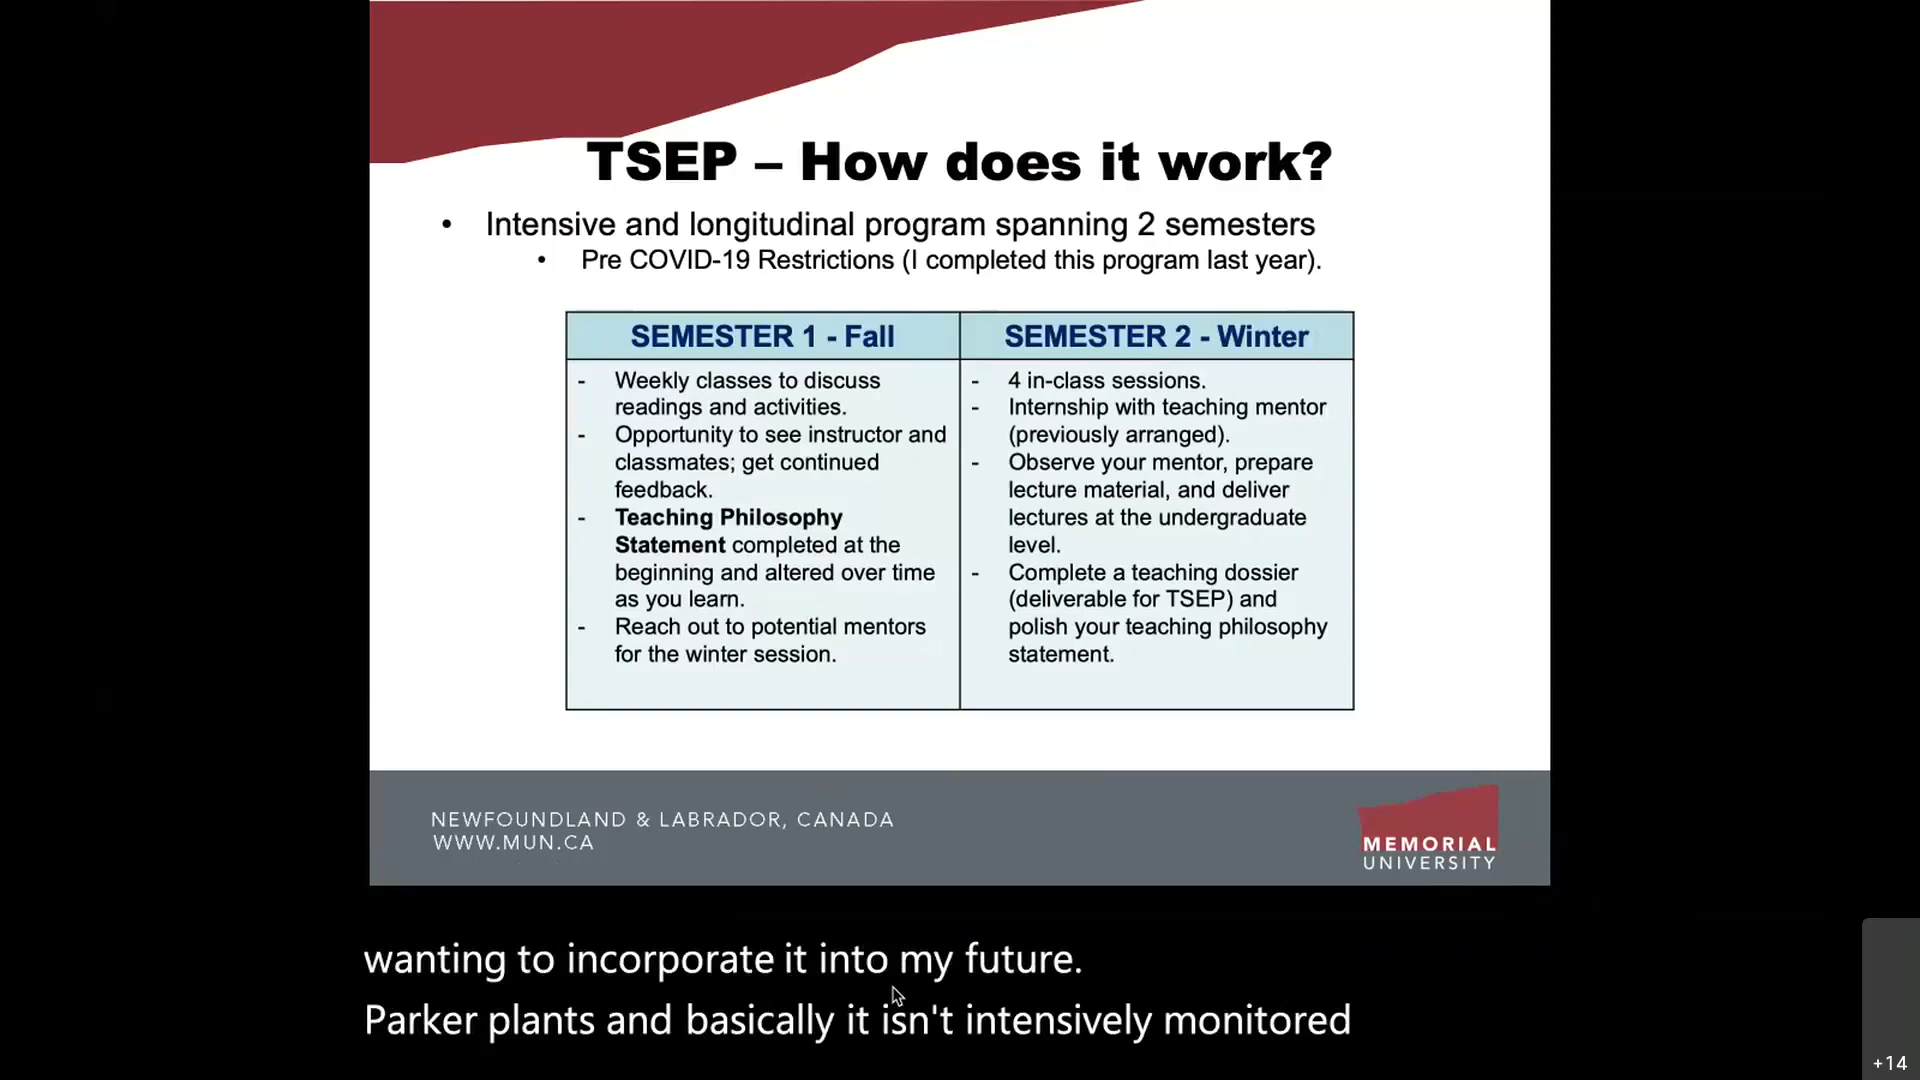 TSEP – How does it work?
• Intensive and longitudinal program spanning 2 semesters
• Pre COVID-19 Restrictions (I completed this program last year).
SEMESTER 1 - Fall
- Weekly classes to discuss
readings and activities.
- Opportunity to see instructor and
classmates; get continued
feedback.
- Teaching Philosophy
Statement completed at the
beginning and altered over time
as you learn.
- Reach out to potential mentors
for the winter session.
SEMESTER 2 - Winter
- 4 in-class sessions.
- Internship with teaching mentor
(previously arranged).
- Observe your mentor, prepare
lecture material, and deliver
lectures at the undergraduate
level.
- Complete a teaching dossier
(deliverable for TSEP) and
polish your teaching philosophy
statement.
NEWFOUNDLAND & LABRADOR, CANADA
WWW.MUN.CA
MEMORIAL
UNIVERSITY
wanting to incorporate it into my future.
Parker plants and basically it isn't intensively monitored
+14